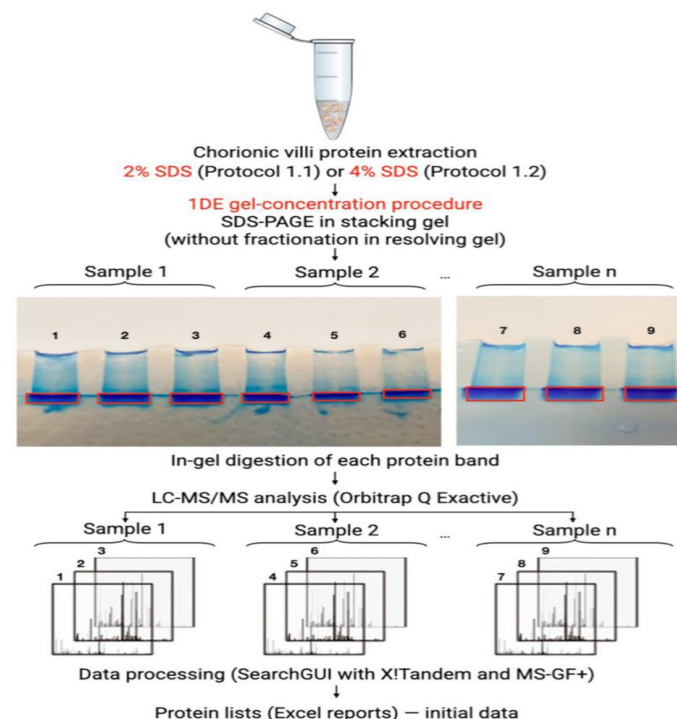 Chorionic villi protein extraction
2% SDS (Protocol 1.1) or 4% SDS (Protocol 1.2)
1DE gel-concentration procedure
SDS-PAGE in stacking gel
(without fractionation in resolving gel)
Sample 1 Sample 2 ... Sample n
1 2 3 4 5 6 7 8 9
In-gel digestion of each protein band
LC-MS/MS analysis (Orbitrap Q Exactive)
Sample 1 Sample 2 ... Sample n
3 6 9
2 5 8
1 4 7
Data processing (SearchGUI with X!Tandem and MS-GF+)
Protein lists (Excel reports) — initial data